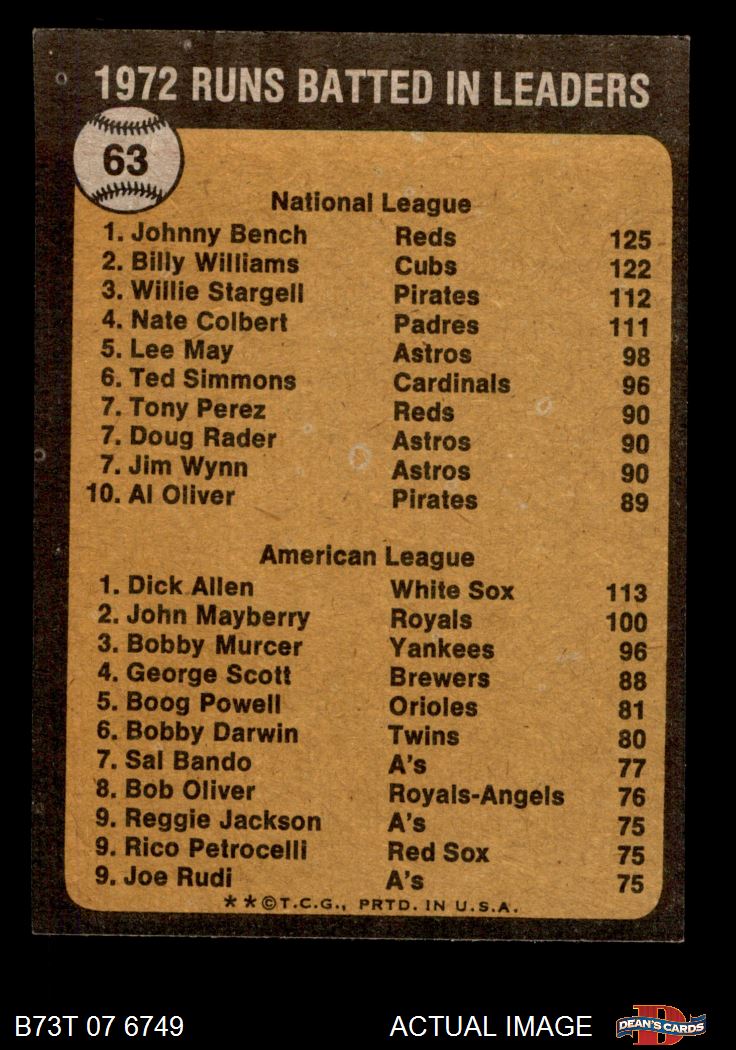 1972 RUNS BATTED IN LEADERS
63
National League
1. Johnny Bench Reds 125
2. Billy Williams Cubs 122
3. Willie Stargell Pirates 112
4. Nate Colbert Padres 111
5. Lee May Astros 98
6. Ted Simmons Cardinals 96
7. Tony Perez Reds 90
7. Doug Rader Astros 90
7. Jim Wynn Astros 90
10. Al Oliver Pirates 89
American League
1. Dick Allen White Sox 113
2. John Mayberry Royals 100
3. Bobby Murcer Yankees 96
4. George Scott Brewers 88
5. Boog Powell Orioles 81
6. Bobby Darwin Twins 80
7. Sal Bando A's 77
8. Bob Oliver Royals-Angels 76
9. Reggie Jackson A's 75
9. Rico Petrocelli Red Sox 75
9. Joe Rudi A's 75
**©T.C.G., PRTD. IN U.S.A.
B73T 07 6749 ACTUAL IMAGE DEAN'S CARDS